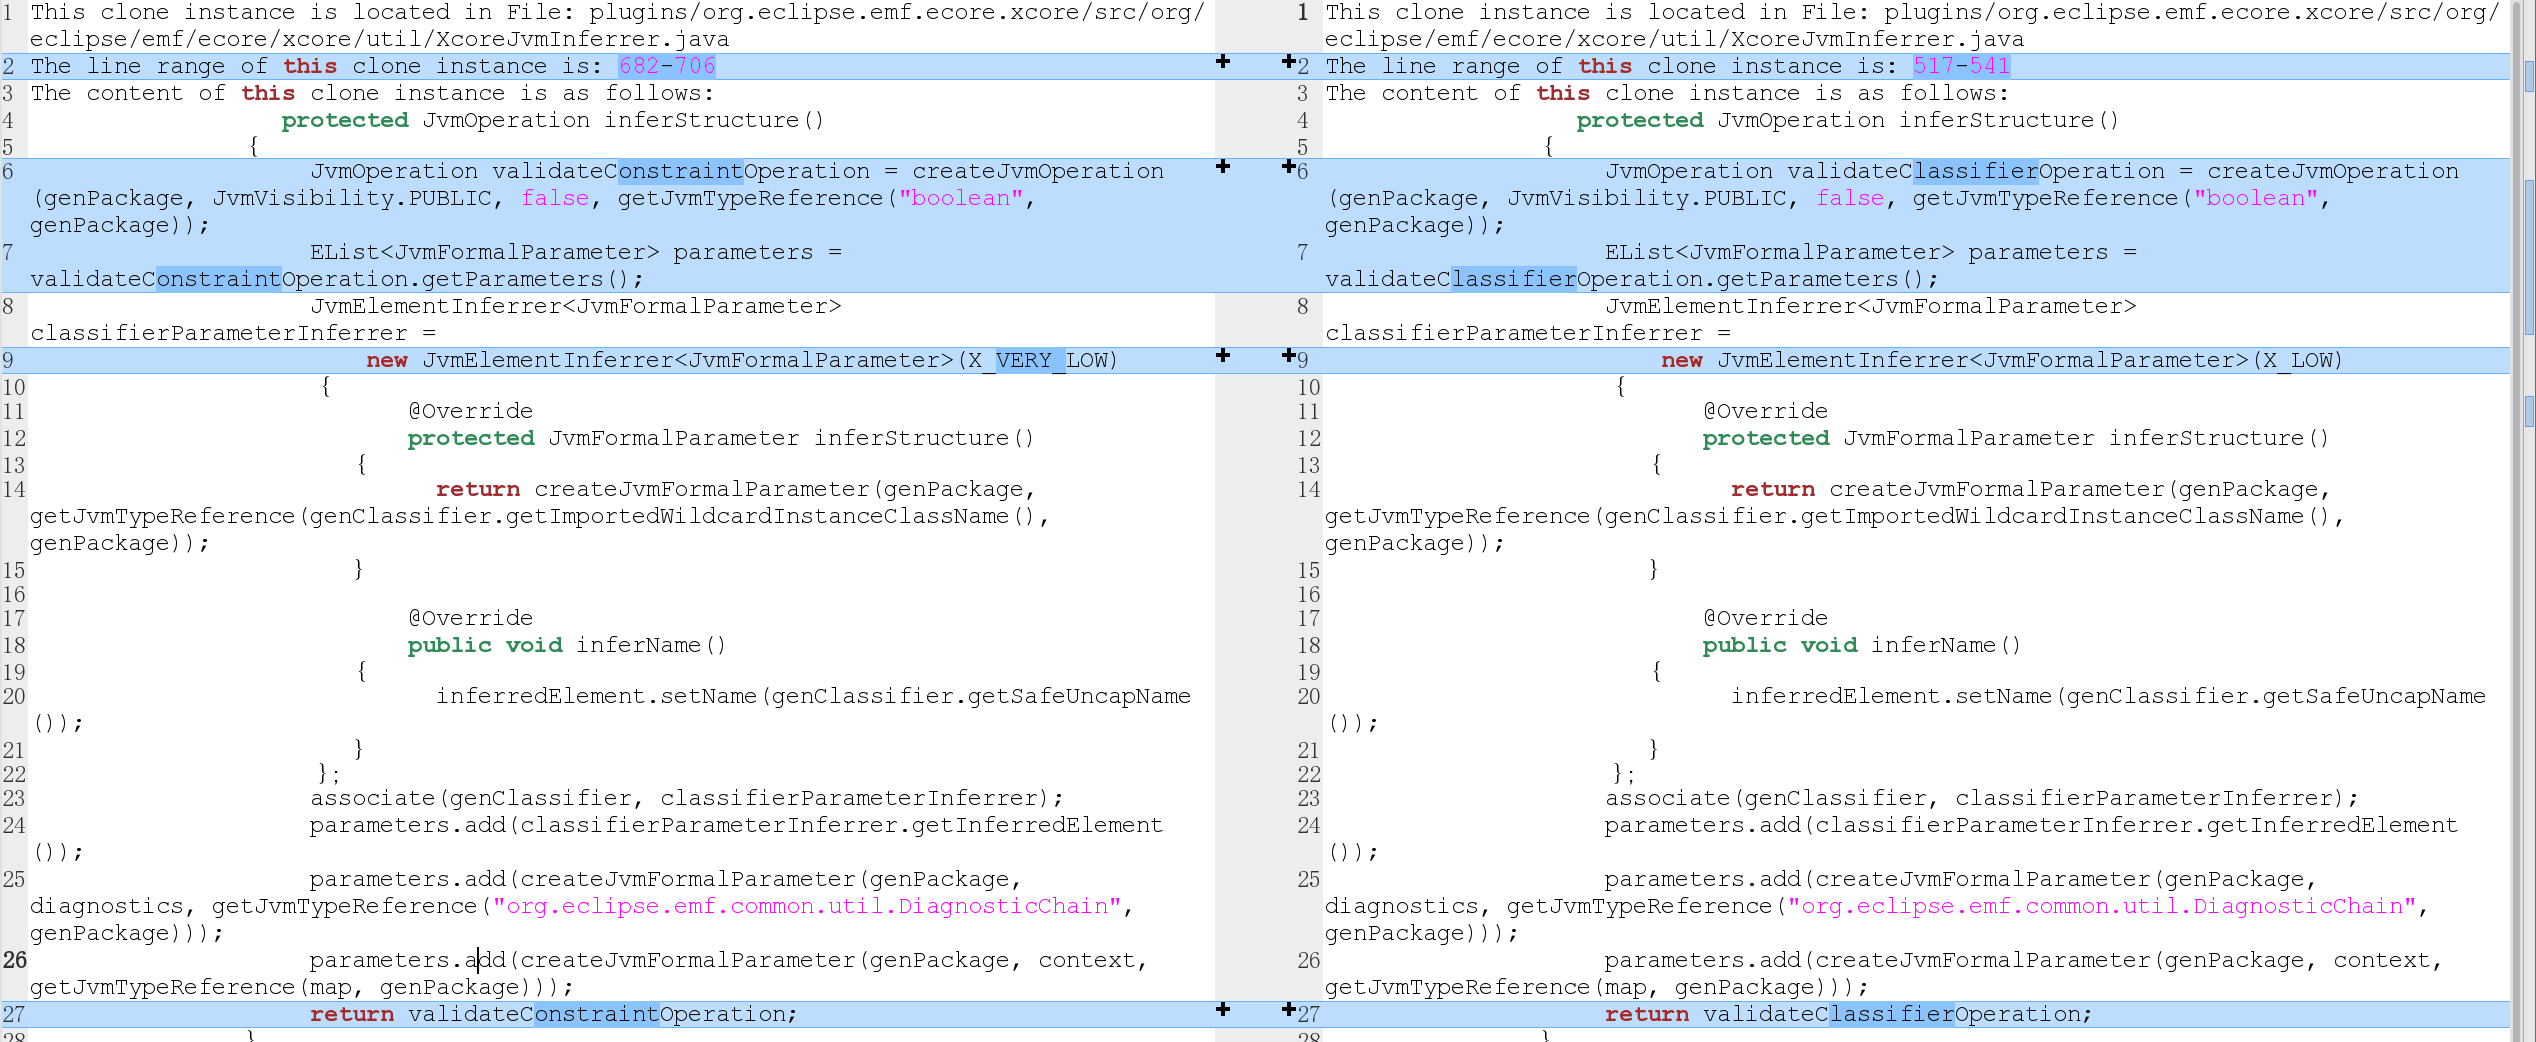 1 This clone instance is located in File: plugins/org.eclipse.emf.ecore.xcore/src/org/
eclipse/emf/ecore/xcore/util/XcoreJvmInferrer.java
2 The line range of this clone instance is: 682-706
3 The content of this clone instance is as follows:
4 protected JvmOperation inferStructure()
5 {
6 JvmOperation validateConstraintOperation = createJvmOperation
(genPackage, JvmVisibility.PUBLIC, false, getJvmTypeReference("boolean",
genPackage));
7 EList<JvmFormalParameter> parameters =
validateConstraintOperation.getParameters();
8 JvmElementInferrer<JvmFormalParameter>
classifierParameterInferrer =
9 new JvmElementInferrer<JvmFormalParameter>(X_VERY_LOW)
10 {
11 @Override
12 protected JvmFormalParameter inferStructure()
13 {
14 return createJvmFormalParameter(genPackage,
getJvmTypeReference(genClassifier.getImportedWildcardInstanceClassName(),
genPackage));
15 }
16
17 @Override
18 public void inferName()
19 {
20 inferredElement.setName(genClassifier.getSafeUncapName
());
21 }
22 };
23 associate(genClassifier, classifierParameterInferrer);
24 parameters.add(classifierParameterInferrer.getInferredElement
());
25 parameters.add(createJvmFormalParameter(genPackage,
diagnostics, getJvmTypeReference("org.eclipse.emf.common.util.DiagnosticChain",
genPackage)));
26 parameters.add(createJvmFormalParameter(genPackage, context,
getJvmTypeReference(map, genPackage)));
27 return validateConstraintOperation;
28 }
1 This clone instance is located in File: plugins/org.eclipse.emf.ecore.xcore/src/org/
eclipse/emf/ecore/xcore/util/XcoreJvmInferrer.java
2 The line range of this clone instance is: 517-541
3 The content of this clone instance is as follows:
4 protected JvmOperation inferStructure()
5 {
6 JvmOperation validateClassifierOperation = createJvmOperation
(genPackage, JvmVisibility.PUBLIC, false, getJvmTypeReference("boolean",
genPackage));
7 EList<JvmFormalParameter> parameters =
validateClassifierOperation.getParameters();
8 JvmElementInferrer<JvmFormalParameter>
classifierParameterInferrer =
9 new JvmElementInferrer<JvmFormalParameter>(X_LOW)
10 {
11 @Override
12 protected JvmFormalParameter inferStructure()
13 {
14 return createJvmFormalParameter(genPackage,
getJvmTypeReference(genClassifier.getImportedWildcardInstanceClassName(),
genPackage));
15 }
16
17 @Override
18 public void inferName()
19 {
20 inferredElement.setName(genClassifier.getSafeUncapName
());
21 }
22 };
23 associate(genClassifier, classifierParameterInferrer);
24 parameters.add(classifierParameterInferrer.getInferredElement
());
25 parameters.add(createJvmFormalParameter(genPackage,
diagnostics, getJvmTypeReference("org.eclipse.emf.common.util.DiagnosticChain",
genPackage)));
26 parameters.add(createJvmFormalParameter(genPackage, context,
getJvmTypeReference(map, genPackage)));
27 return validateClassifierOperation;
28 }